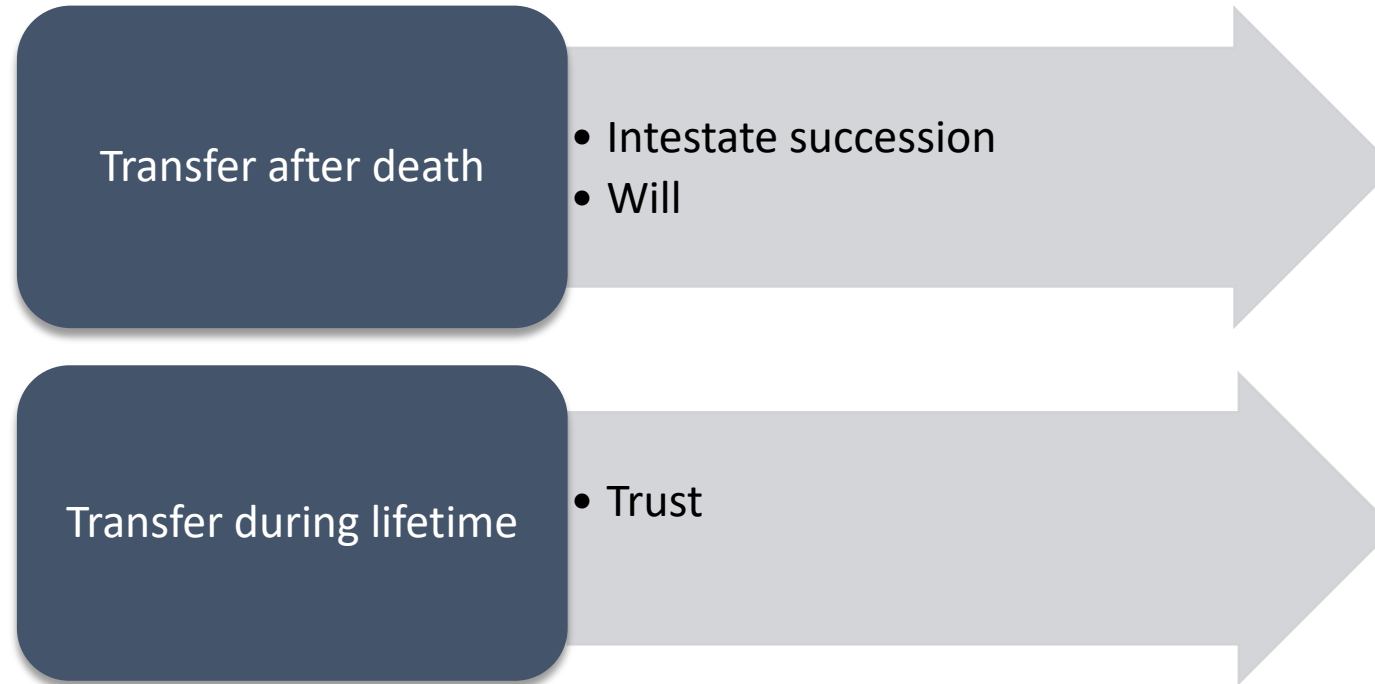 Transfer after death
• Intestate succession
• Will
Transfer during lifetime
• Trust